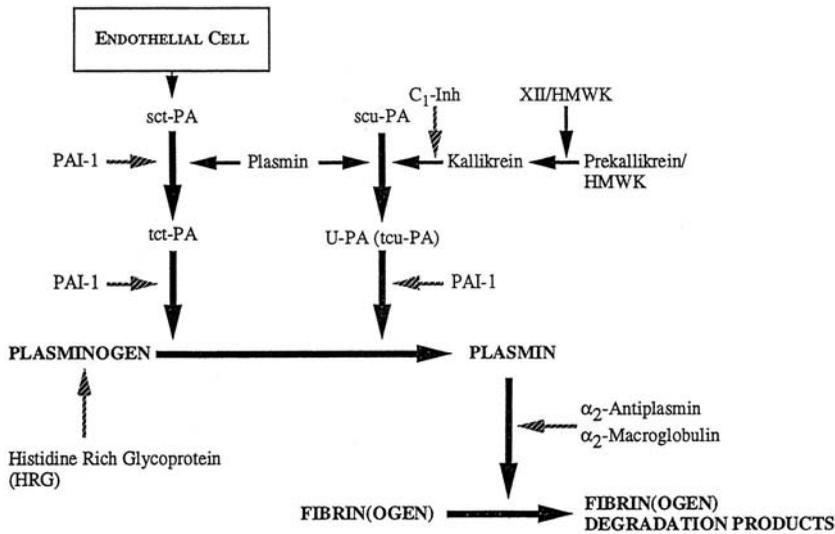 ENDOTHELIAL CELL
C₁-Inh
XII/HMWK
sct-PA
scu-PA
PAI-1
Plasmin
Kallikrein
Prekallikrein/
HMWK
tct-PA
U-PA (tcu-PA)
PAI-1
PAI-1
PLASMINOGEN
PLASMIN
α₂-Antiplasmin
α₂-Macroglobulin
Histidine Rich Glycoprotein
(HRG)
FIBRIN(OGEN)
FIBRIN(OGEN)
DEGRADATION PRODUCTS